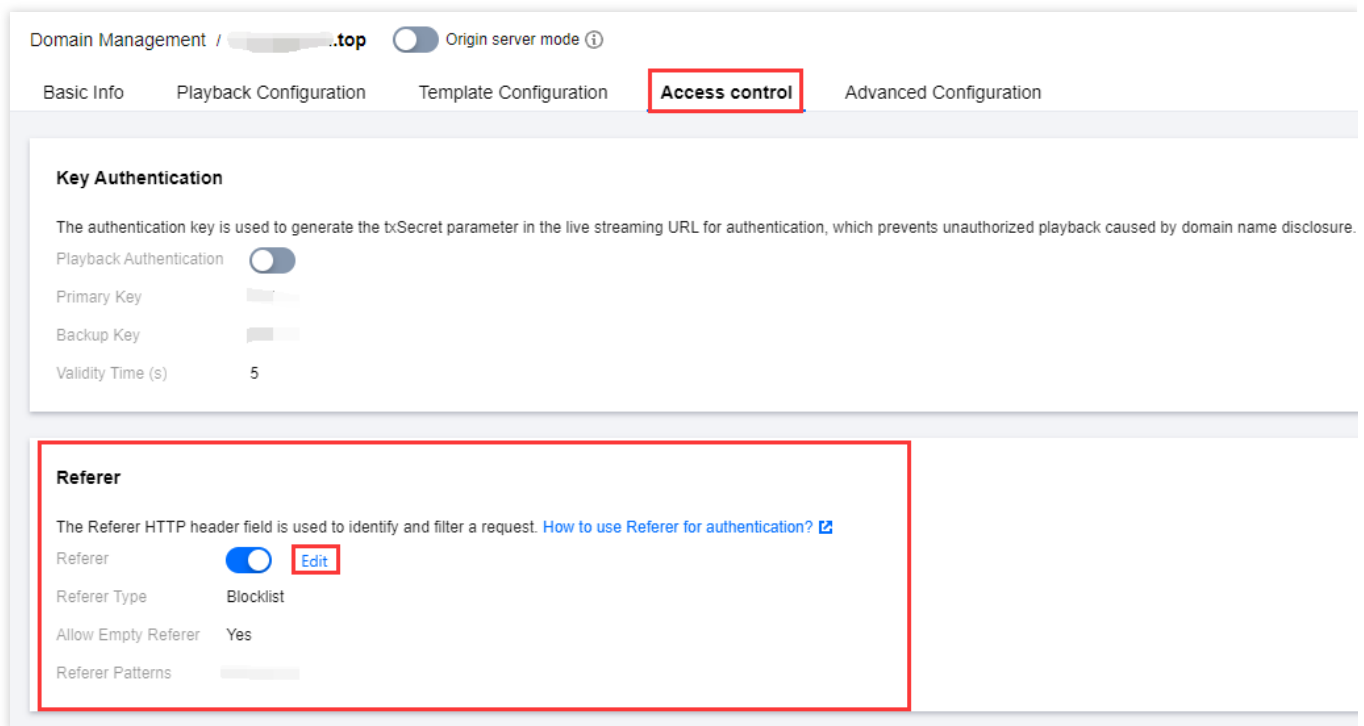 Domain Management / .top Origin server mode
Basic Info Playback Configuration Template Configuration Access control Advanced Configuration
Key Authentication
The authentication key is used to generate the txSecret parameter in the live streaming URL for authentication, which prevents unauthorized playback caused by domain name disclosure.
Playback Authentication
Primary Key
Backup Key
Validity Time (s) 5
Referer
The Referer HTTP header field is used to identify and filter a request. How to use Referer for authentication?
Referer Edit
Referer Type Blocklist
Allow Empty Referer Yes
Referer Patterns